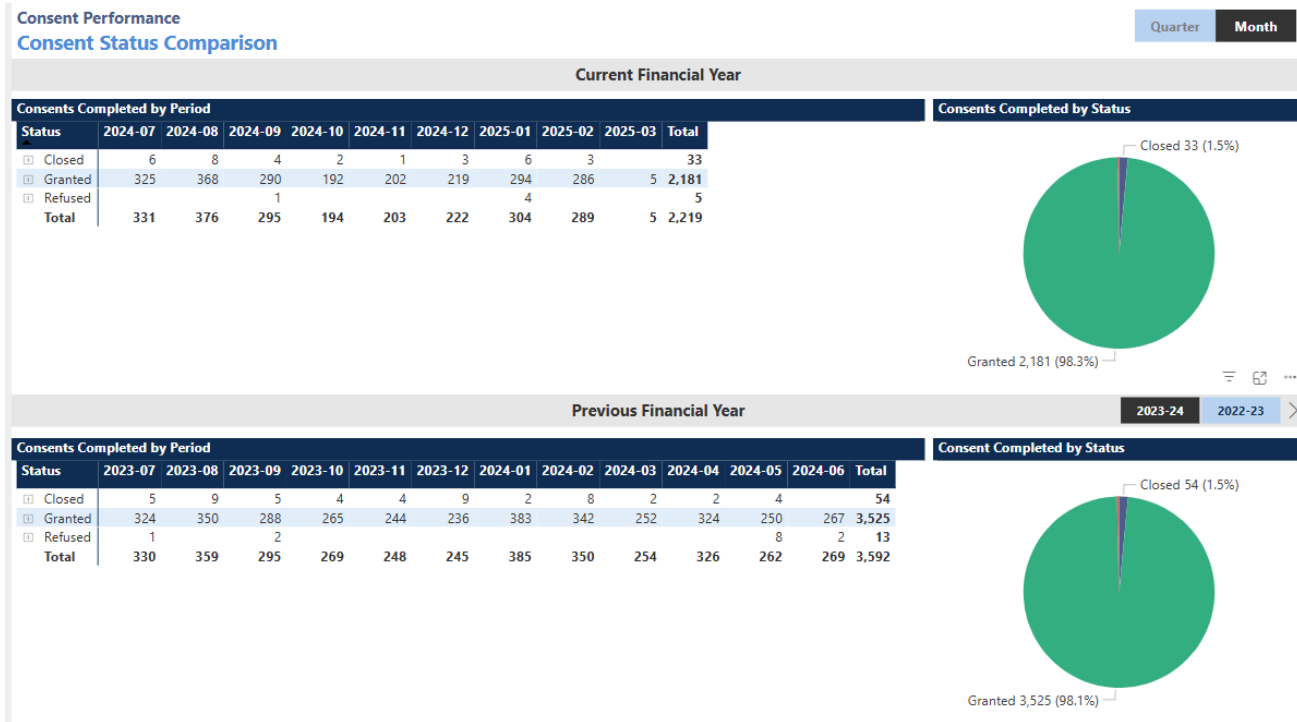 Consent Performance
Consent Status Comparison
Quarter Month
Current Financial Year
Consents Completed by Period
Status 2024-07 2024-08 2024-09 2024-10 2024-11 2024-12 2025-01 2025-02 2025-03 Total
Closed 6 8 4 2 1 3 6 3 33
Granted 325 368 290 192 202 219 294 286 5 2,181
Refused 1 4 5
Total 331 376 295 194 203 222 304 289 5 2,219
Consents Completed by Status
Closed 33 (1.5%)
Granted 2,181 (98.3%)
Previous Financial Year
2023-24 2022-23
Consents Completed by Period
Status 2023-07 2023-08 2023-09 2023-10 2023-11 2023-12 2024-01 2024-02 2024-03 2024-04 2024-05 2024-06 Total
Closed 5 9 5 4 4 9 2 8 2 2 4 54
Granted 324 350 288 265 244 236 383 342 252 324 250 267 3,525
Refused 1 2 8 2 13
Total 330 359 295 269 248 245 385 350 254 326 262 269 3,592
Consent Completed by Status
Closed 54 (1.5%)
Granted 3,525 (98.1%)